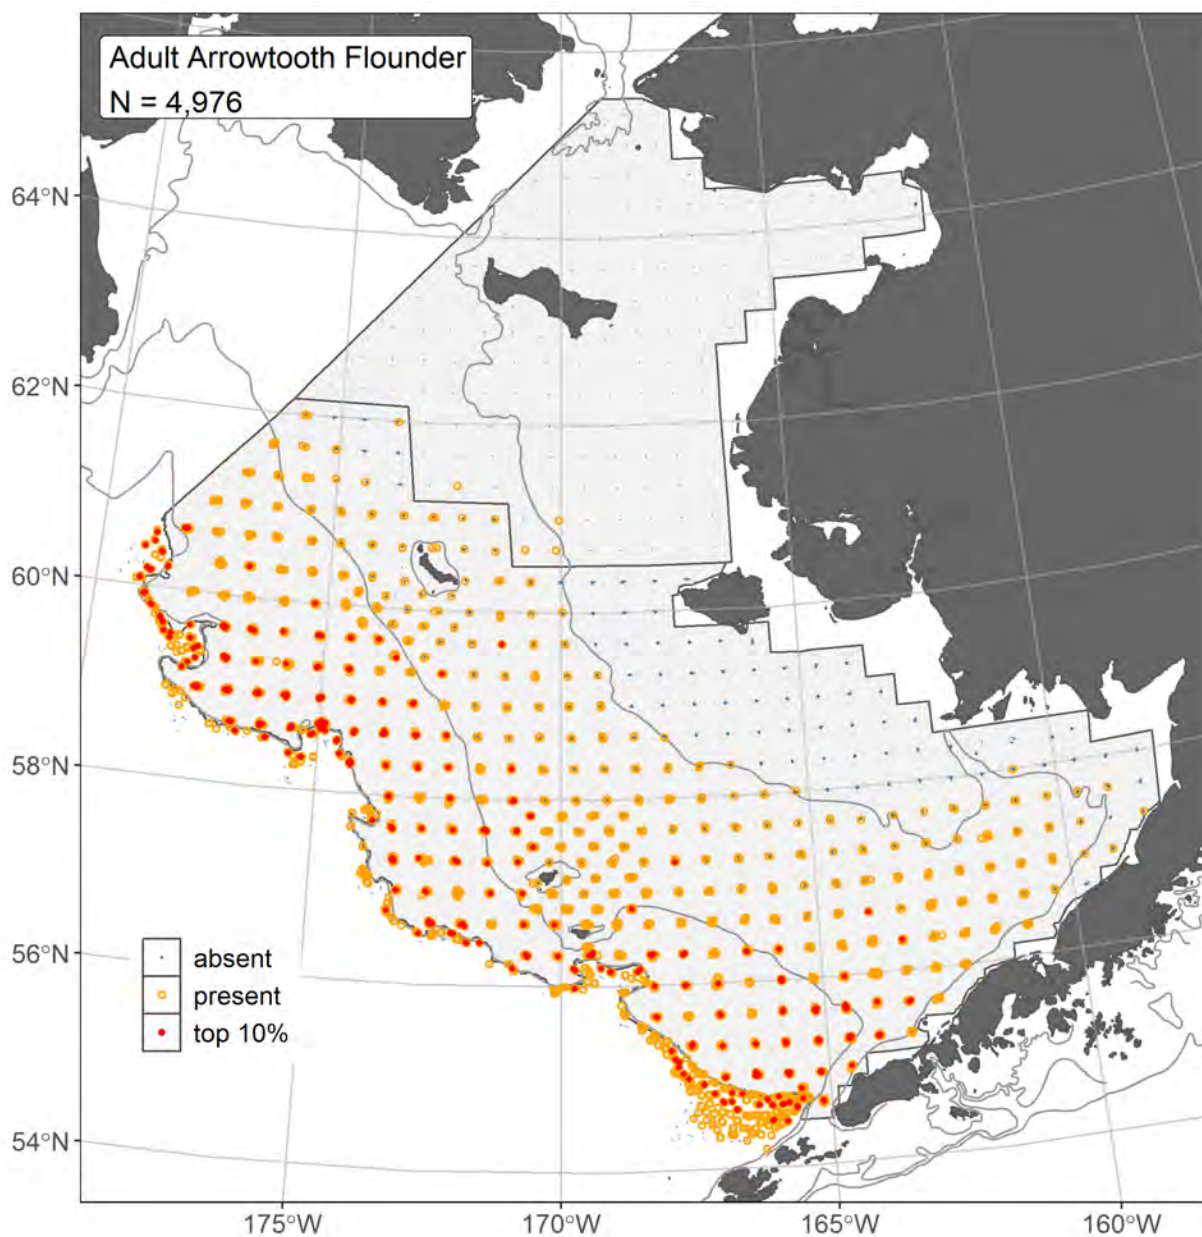 Adult Arrowtooth Flounder
N = 4,976
64°N
62°N
60°N
58°N
56°N
54°N
absent
present
top 10%
175°W
170°W
165°W
160°W